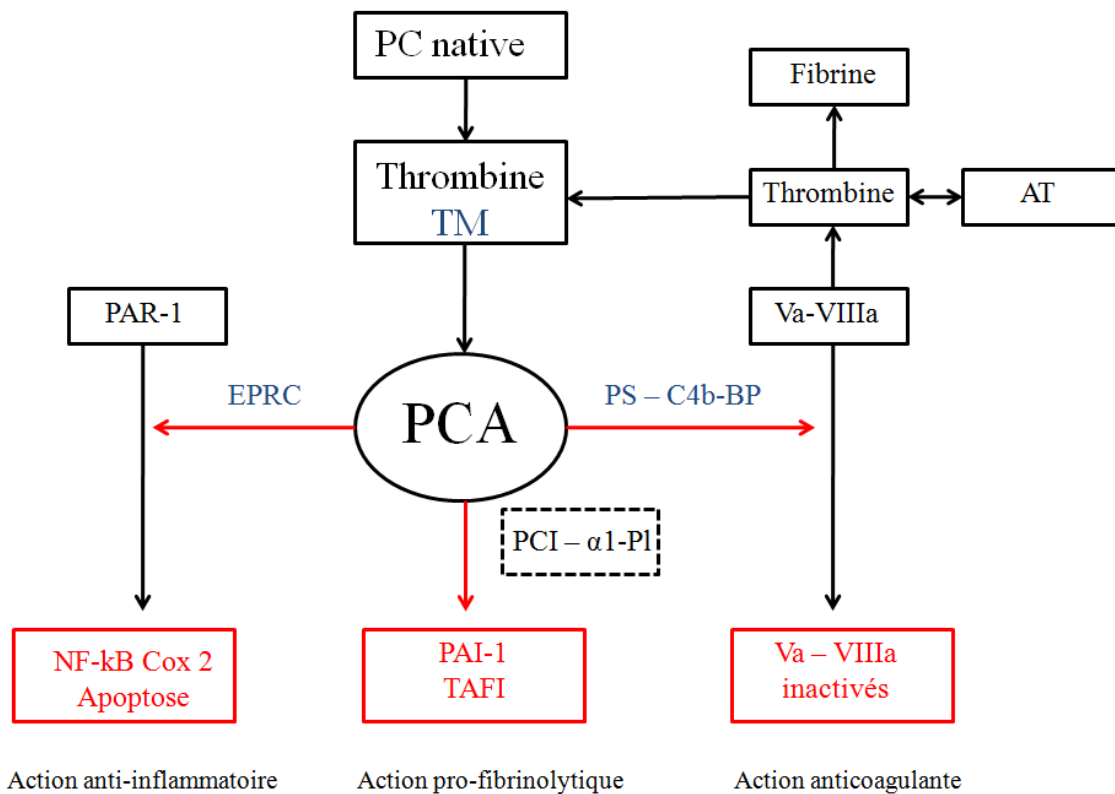 PC native
Fibrine
Thrombine
TM
Thrombine
AT
PAR-1
Va-VIIIa
EPRC
PCA
PS – C4b-BP
PCI – α1-Pl
NF-kB Cox 2
Apoptose
PAI-1
TAFI
Va – VIIIa
inactivés
Action anti-inflammatoire
Action pro-fibrinolytique
Action anticoagulante